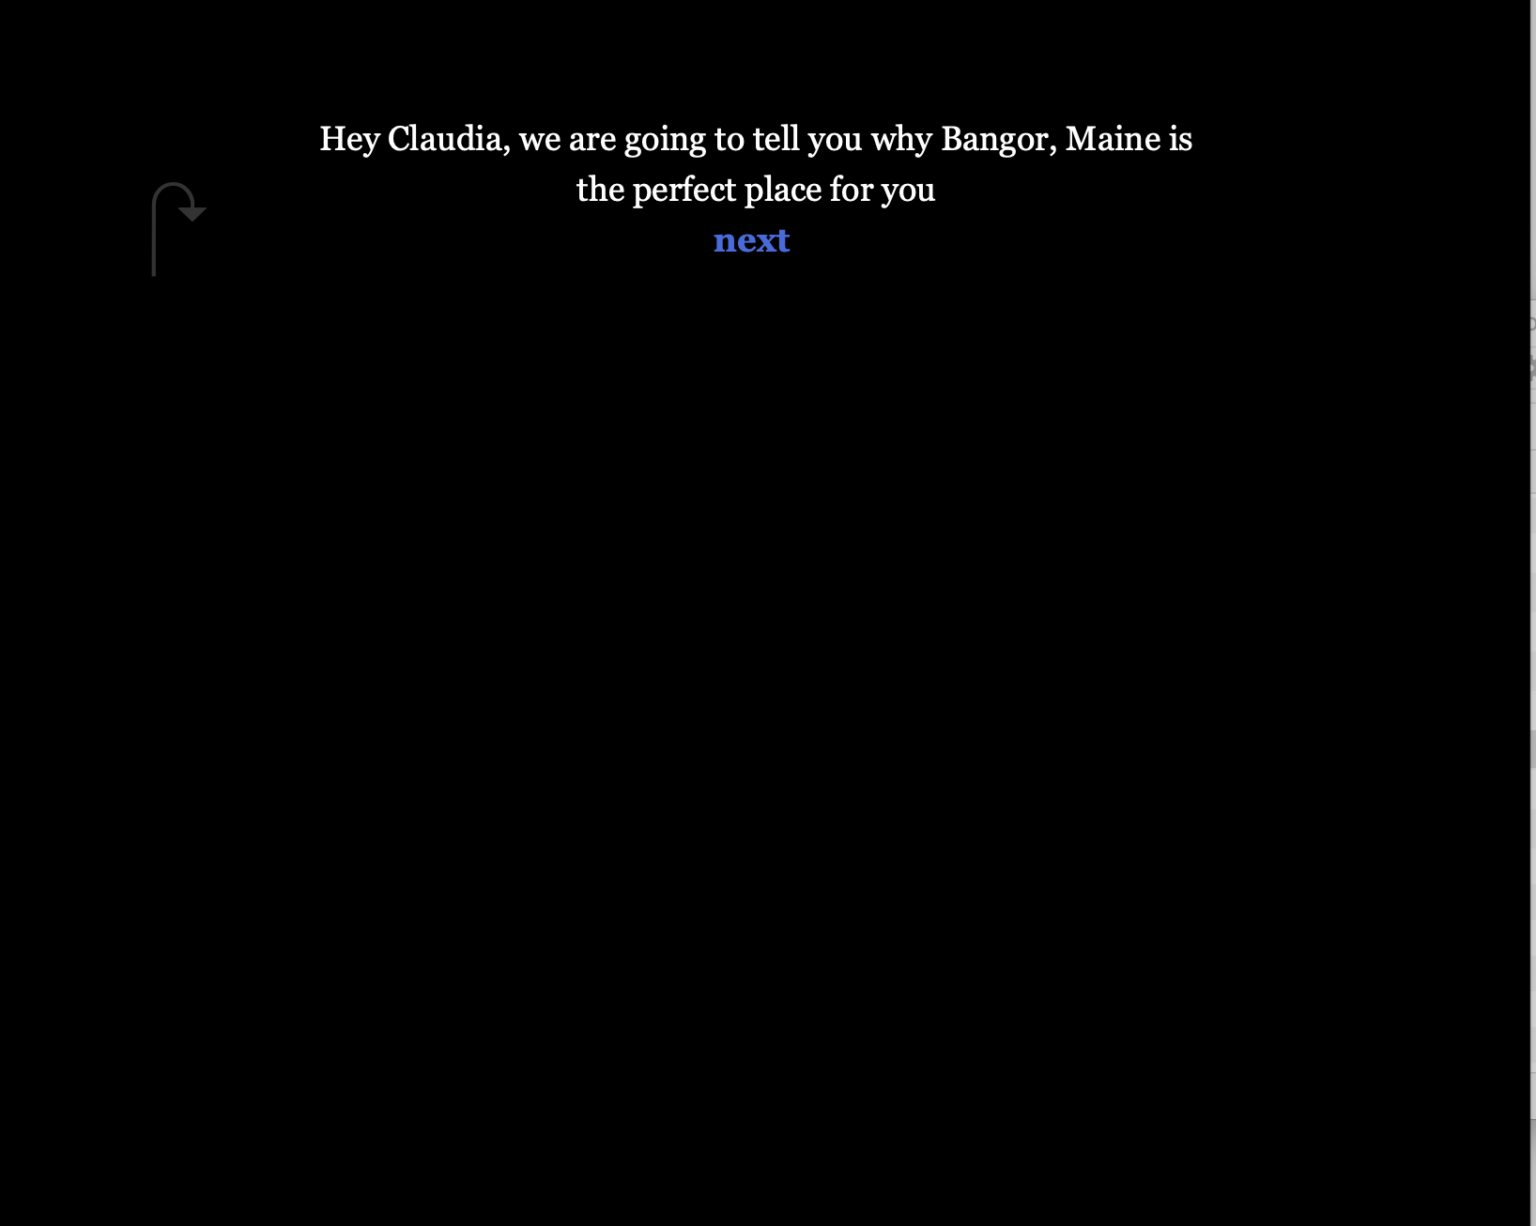 Hey Claudia, we are going to tell you why Bangor, Maine is
the perfect place for you
next